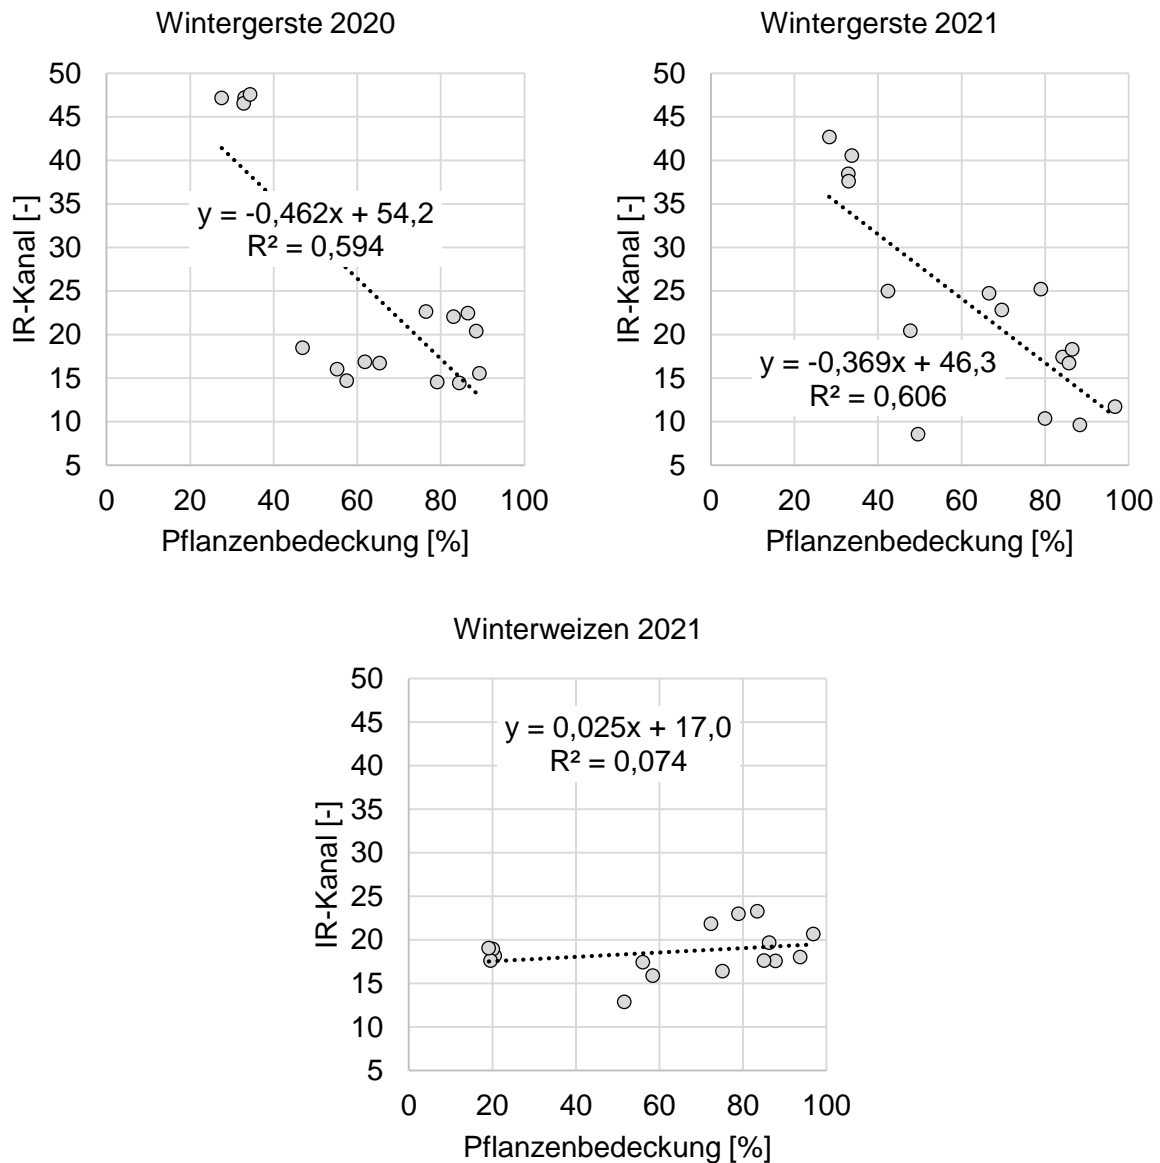 Wintergerste 2020
50
45
40
35
30
25
20
15
10
5
IR-Kanal [-]
y = -0,462x + 54,2
R² = 0,594
0 20 40 60 80 100
Pflanzenbedeckung [%]
Wintergerste 2021
50
45
40
35
30
25
20
15
10
5
IR-Kanal [-]
y = -0,369x + 46,3
R² = 0,606
0 20 40 60 80 100
Pflanzenbedeckung [%]
Winterweizen 2021
50
45
40
35
30
25
20
15
10
5
IR-Kanal [-]
y = 0,025x + 17,0
R² = 0,074
0 20 40 60 80 100
Pflanzenbedeckung [%]